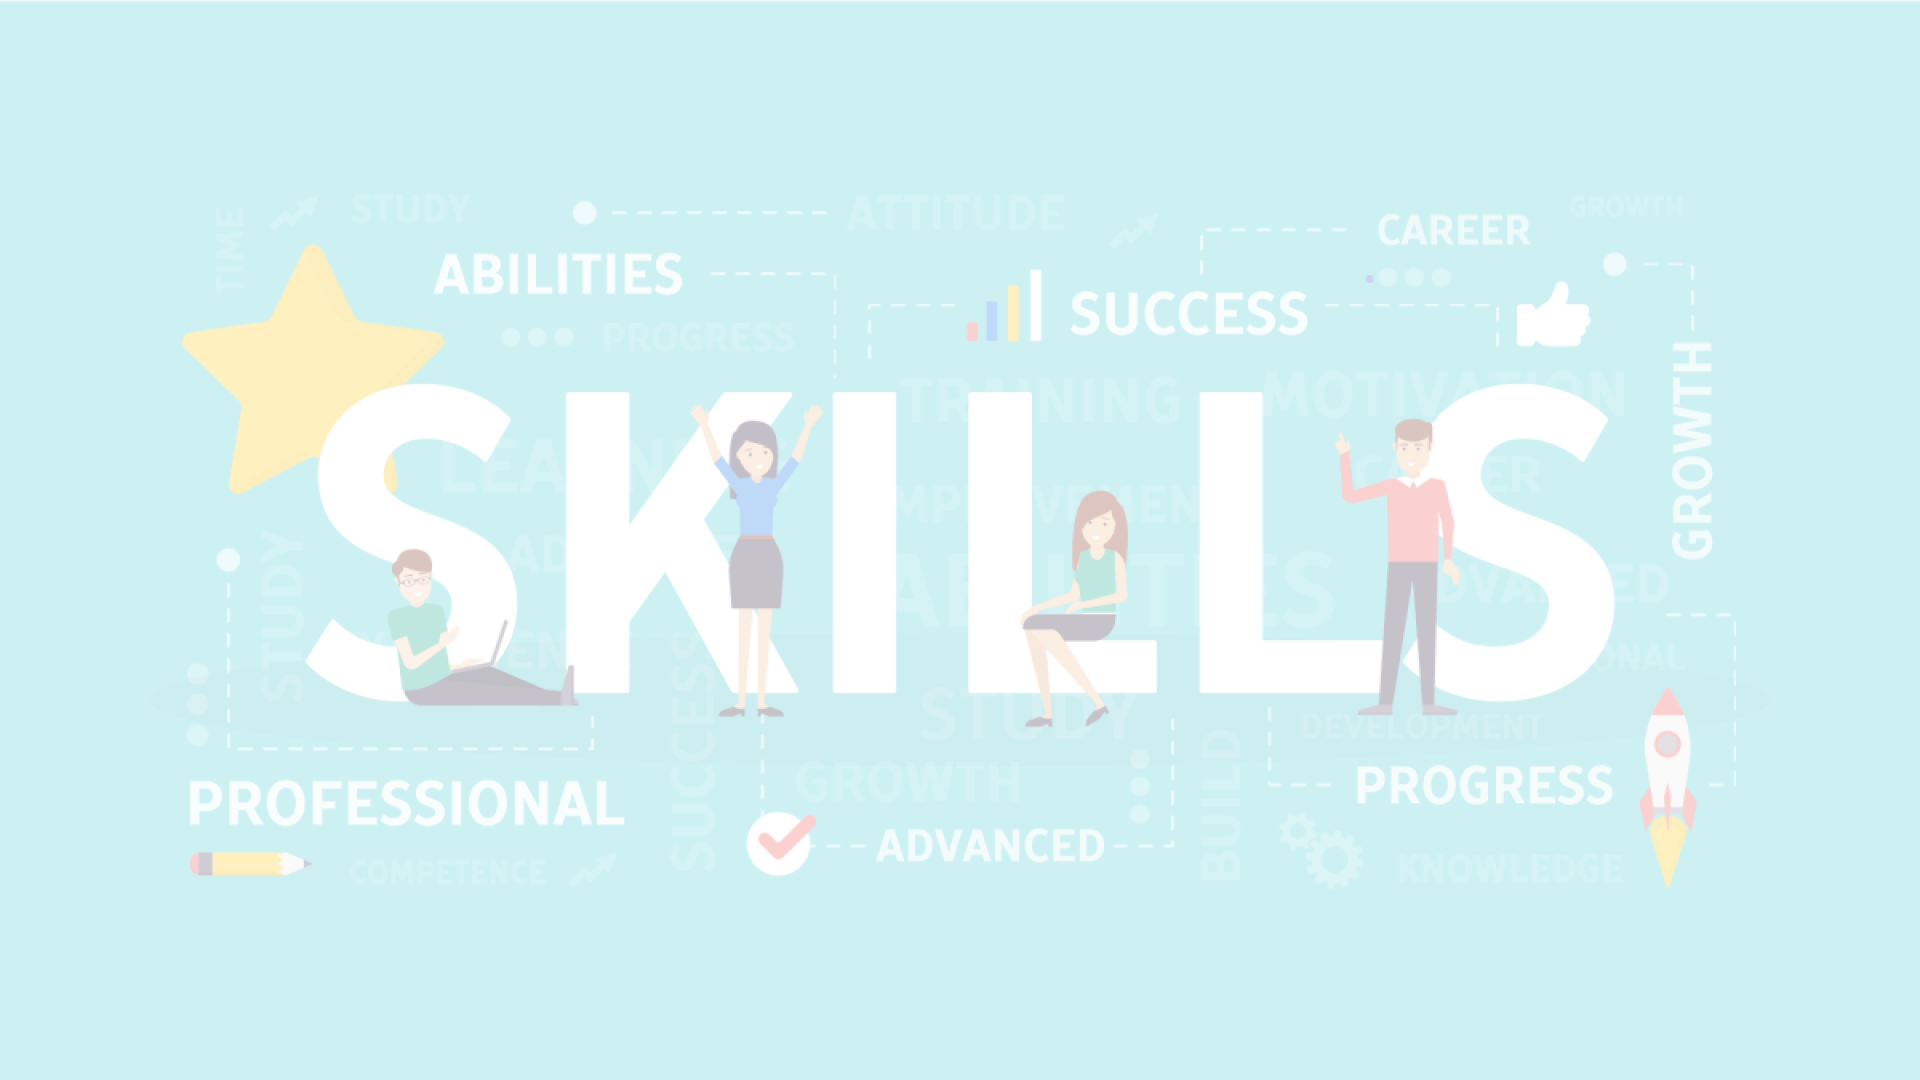 TIME
STUDY
ATTITUDE
CAREER
GROWTH
ABILITIES
SUCCESS
PROGRESS
TRAINING
MOTIVATION
GROWTH
SKILLS
STUDY
STUDY
DEVELOPMENT
SUCCESS
GROWTH
BUILD
PROGRESS
PROFESSIONAL
ADVANCED
COMPETENCE
KNOWLEDGE